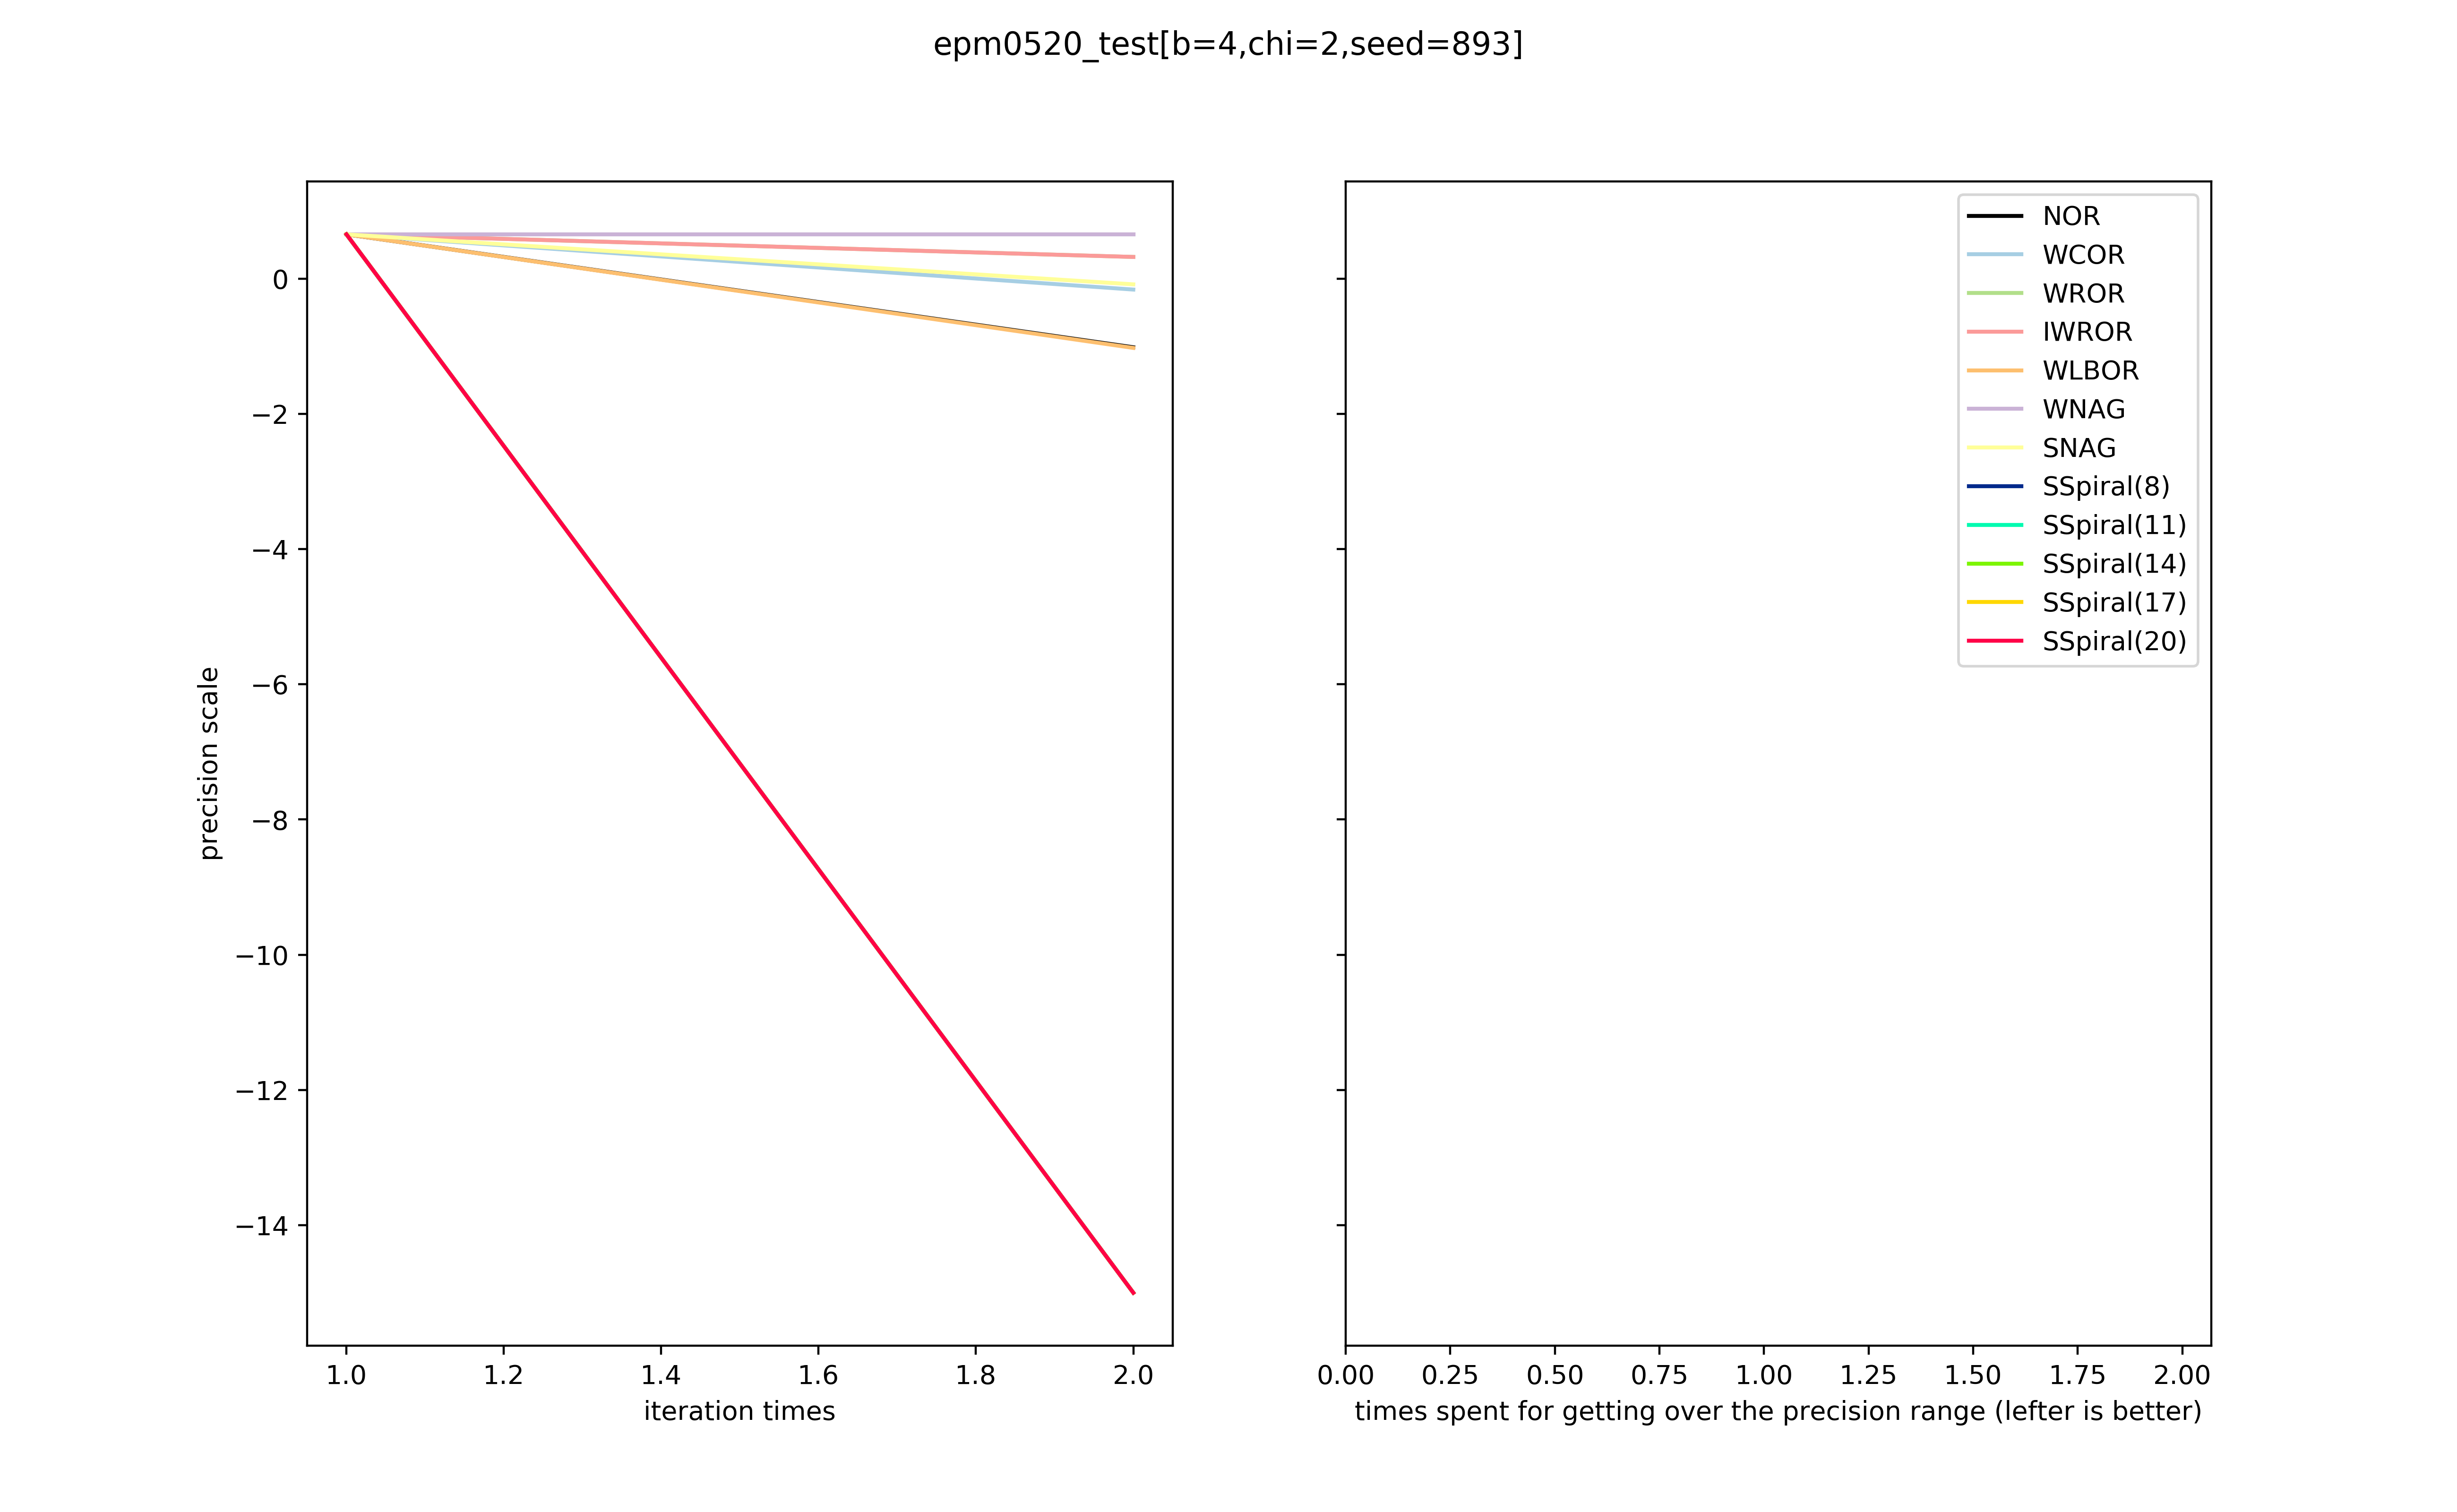 epm0520_test[b=4,chi=2,seed=893]
precision scale
0
−2
−4
−6
−8
−10
−12
−14
1.0 1.2 1.4 1.6 1.8 2.0
iteration times
NOR
WCOR
WROR
IWROR
WLBOR
WNAG
SNAG
SSpiral(8)
SSpiral(11)
SSpiral(14)
SSpiral(17)
SSpiral(20)
0.00 0.25 0.50 0.75 1.00 1.25 1.50 1.75 2.00
times spent for getting over the precision range (lefter is better)